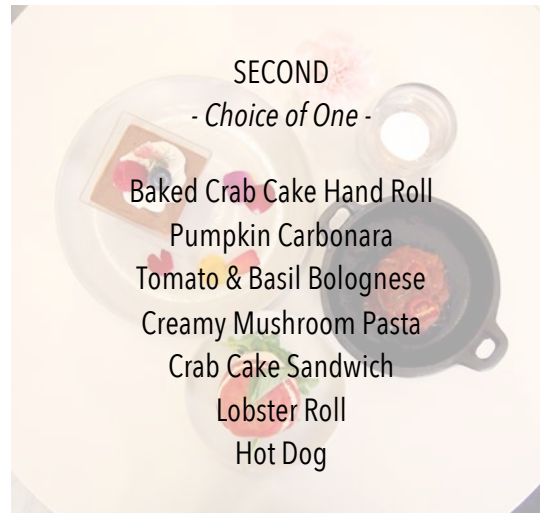 SECOND
- Choice of One -
Baked Crab Cake Hand Roll
Pumpkin Carbonara
Tomato & Basil Bolognese
Creamy Mushroom Pasta
Crab Cake Sandwich
Lobster Roll
Hot Dog